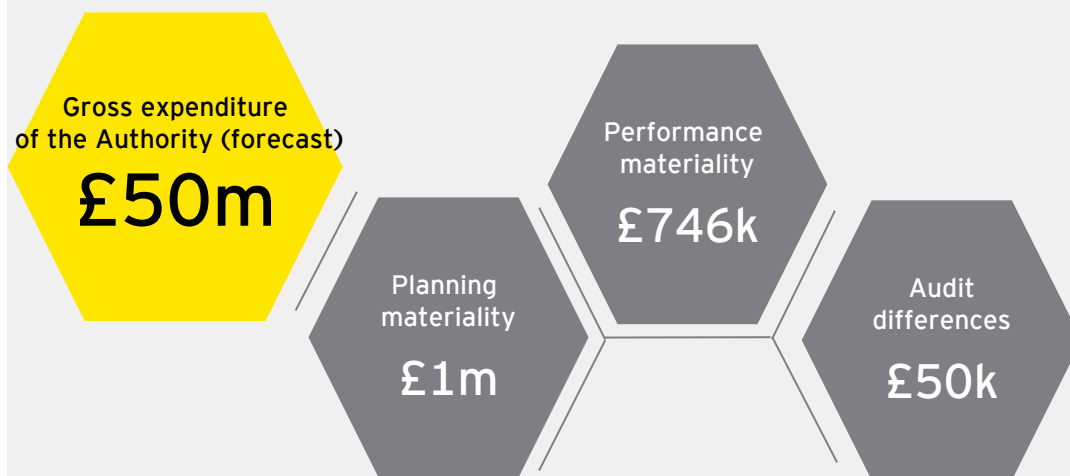 Gross expenditure
of the Authority (forecast)
£50m
Planning
materiality
£1m
Performance
materiality
£746k
Audit
differences
£50k